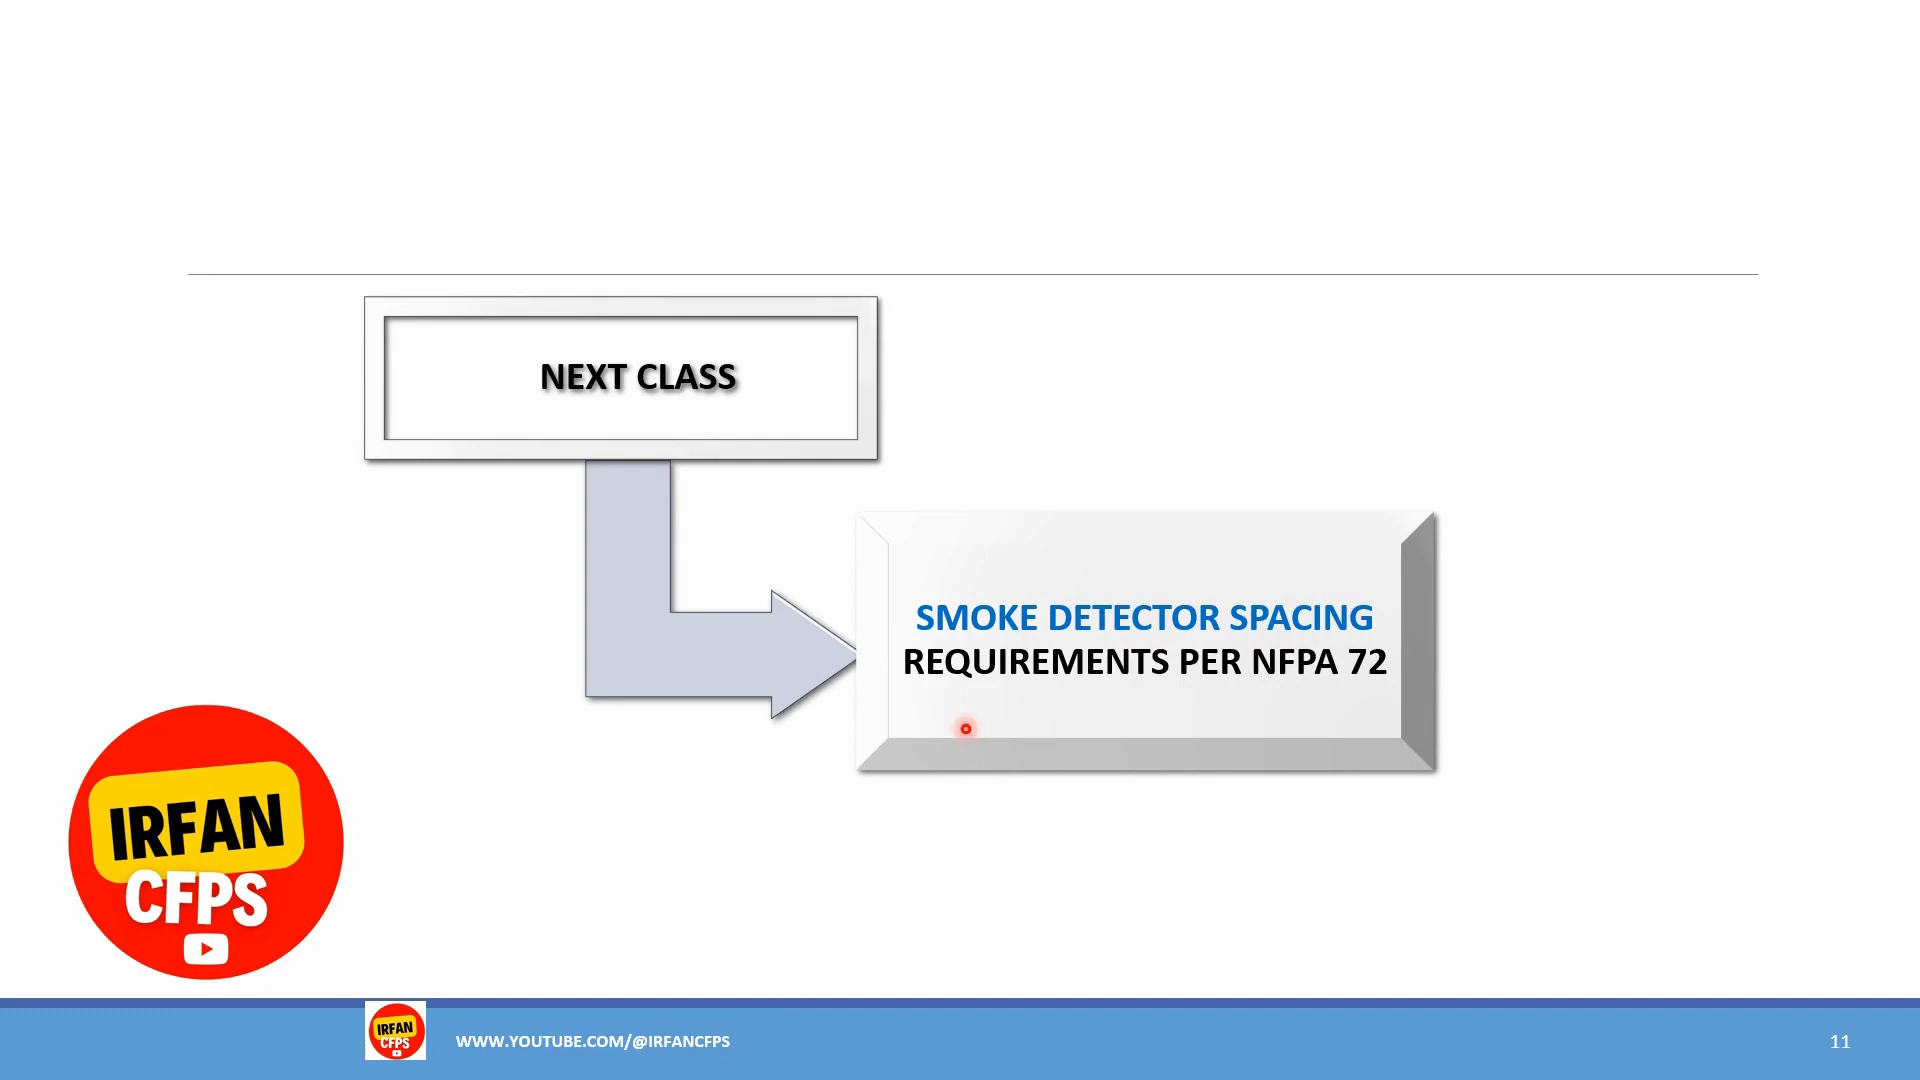 NEXT CLASS
SMOKE DETECTOR SPACING
REQUIREMENTS PER NFPA 72
IRFAN
CFPS
IRFAN
CFPS
WWW.YOUTUBE.COM/@IRFANCFPS
11